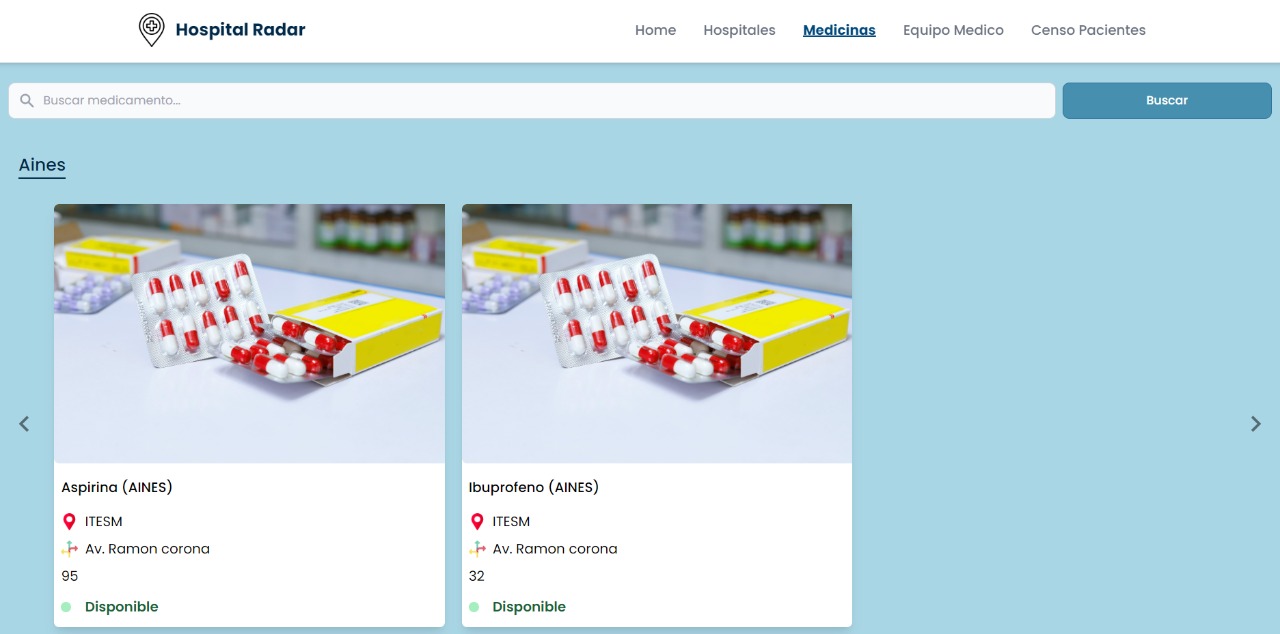 Hospital Radar
Home Hospitales Medicinas Equipo Medico Censo Pacientes
Buscar medicamento...
Buscar
Aines
Aspirina (AINES)
ITESM
Av. Ramon corona
95
Disponible
Ibuprofeno (AINES)
ITESM
Av. Ramon corona
32
Disponible